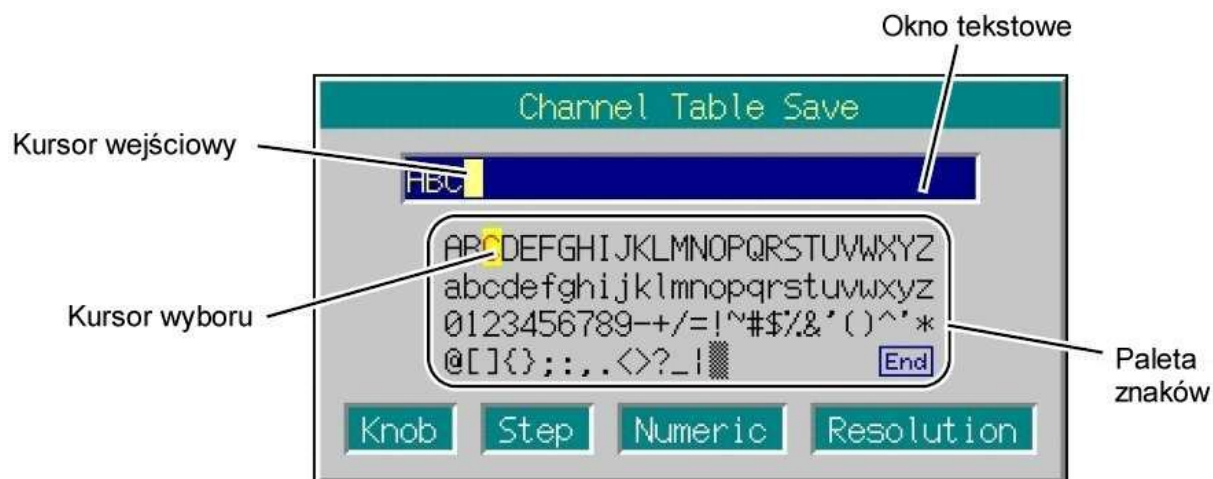 Okno tekstowe
Channel Table Save
Kursor wejściowy
ABC
ABCDEFGHIJKLMNOPQRSTUVWXYZ
abcdefghijklmnopqrstuvwxyz
Kursor wyboru
0123456789-+/=!~#$%&'()^'*
@[]{};:,.<>?_¦▒ End
Paleta
znaków
Knob Step Numeric Resolution